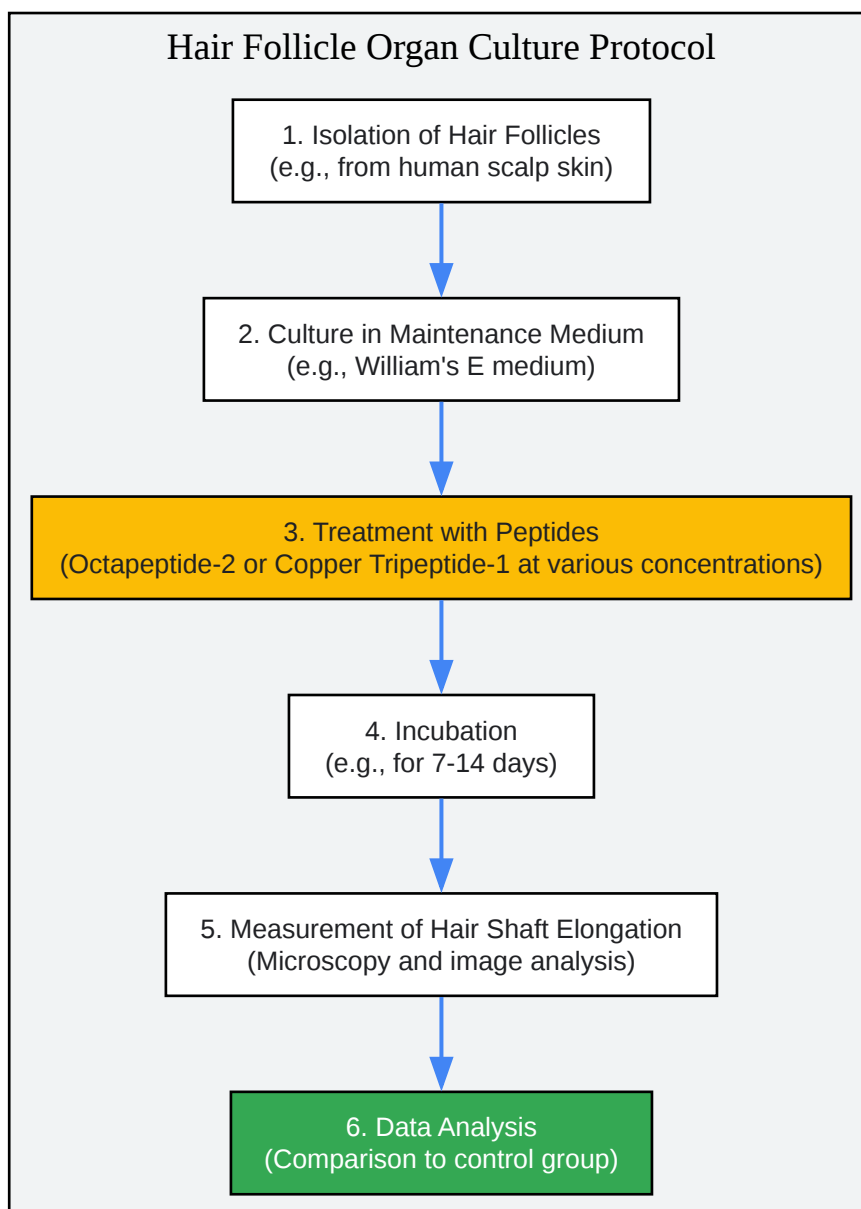 Hair Follicle Organ Culture Protocol
1. Isolation of Hair Follicles
(e.g., from human scalp skin)
2. Culture in Maintenance Medium
(e.g., William's E medium)
3. Treatment with Peptides
(Octapeptide-2 or Copper Tripeptide-1 at various concentrations)
4. Incubation
(e.g., for 7-14 days)
5. Measurement of Hair Shaft Elongation
(Microscopy and image analysis)
6. Data Analysis
(Comparison to control group)